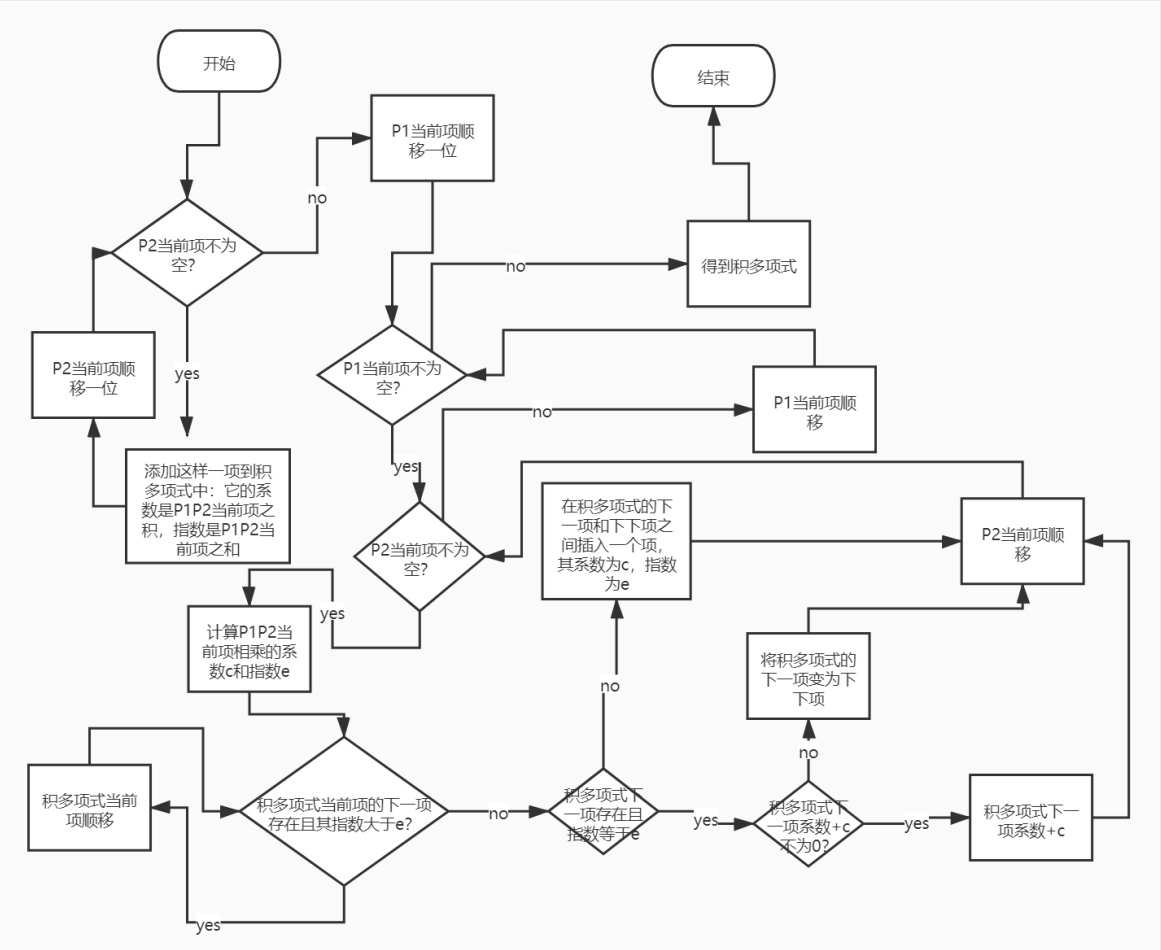 开始
结束
P1当前项顺
移一位
no
P2当前项不为
空?
得到积多项式
no
P2当前项顺
移一位
yes
P1当前项不为
空?
P1当前项顺
移
no
添加这样一项到积
多项式中：它的系
数是P1P2当前项之
积，指数是P1P2当
前项之和
yes
P2当前项不为
空?
在积多项式的下
一项和下下项之
间插入一个项，
其系数为c，指数
为e
P2当前项顺
移
yes
计算P1P2当
前项相乘的系
数c和指数e
no
将积多项式的
下一项变为下
下项
no
积多项式当前
项顺移
积多项式当前项的下一项
存在且其指数大于e?
no
积多项式下
一项存在且
指数等于e
yes
积多项式下
一项系数+c
不为0?
yes
积多项式下一
项系数+c
yes